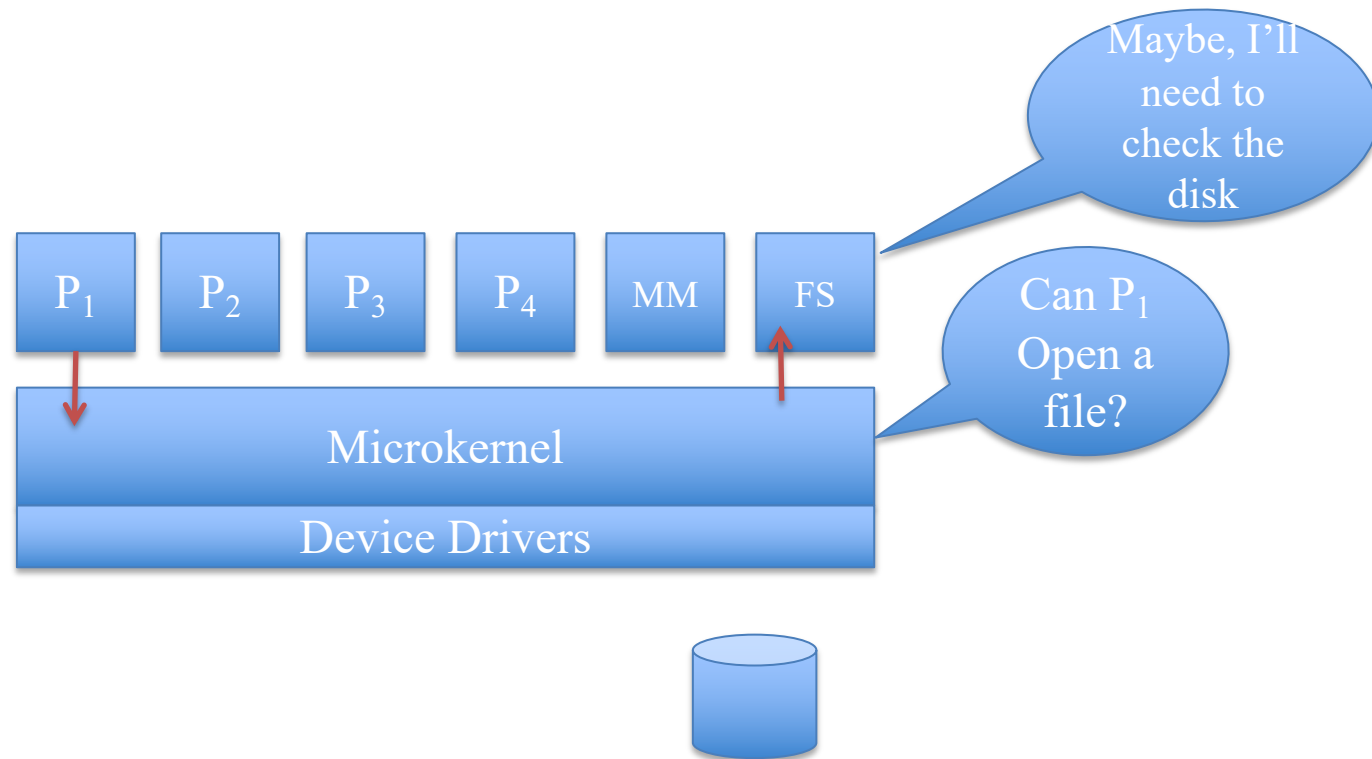 Maybe, I’ll
need to
check the
disk
P₁ P₂ P₃ P₄ MM FS
Can P₁
Open a
file?
Microkernel
Device Drivers